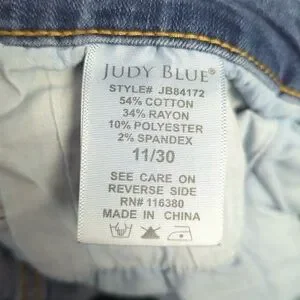 JUDY BLUE®
STYLE# JB84172
54% COTTON
34% RAYON
10% POLYESTER
2% SPANDEX
11/30
SEE CARE ON
REVERSE SIDE
RN# 116380
MADE IN CHINA